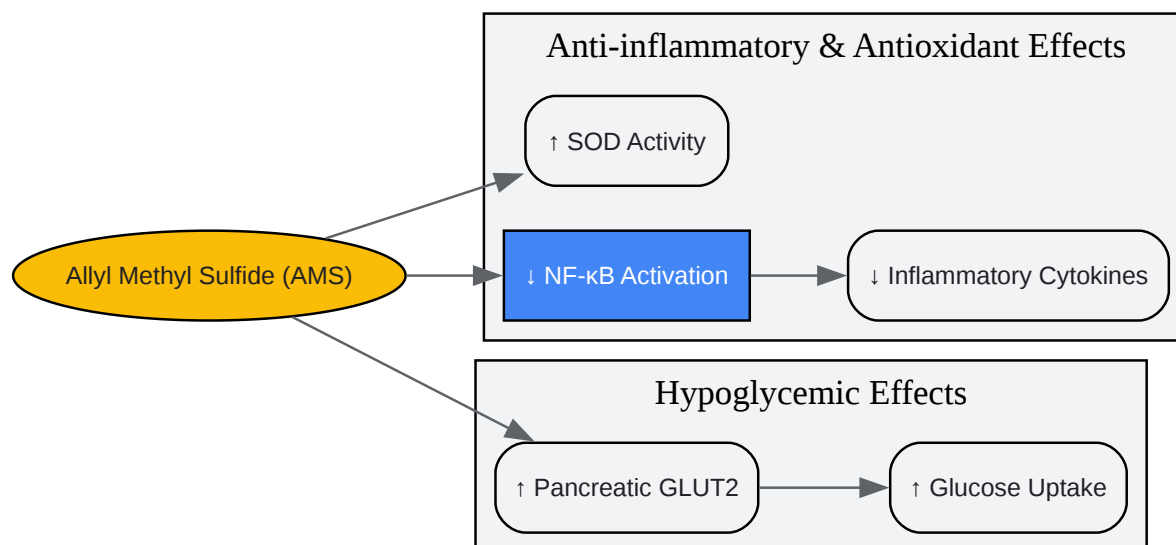 Anti-inflammatory & Antioxidant Effects
↑ SOD Activity
Allyl Methyl Sulfide (AMS)
↓ NF-κB Activation
↓ Inflammatory Cytokines
Hypoglycemic Effects
↑ Pancreatic GLUT2
↑ Glucose Uptake